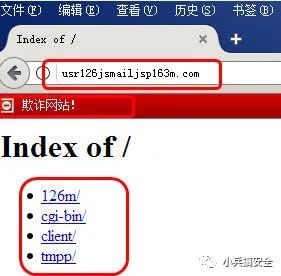 文件(F) 编辑(E) 查看(V) 历史(S) 书签(B)
Index of /
usr126jsmailjsp163m.com
欺诈网站!
Index of /
126m/
cgi-bin/
client/
tmpp/
小兵搞安全